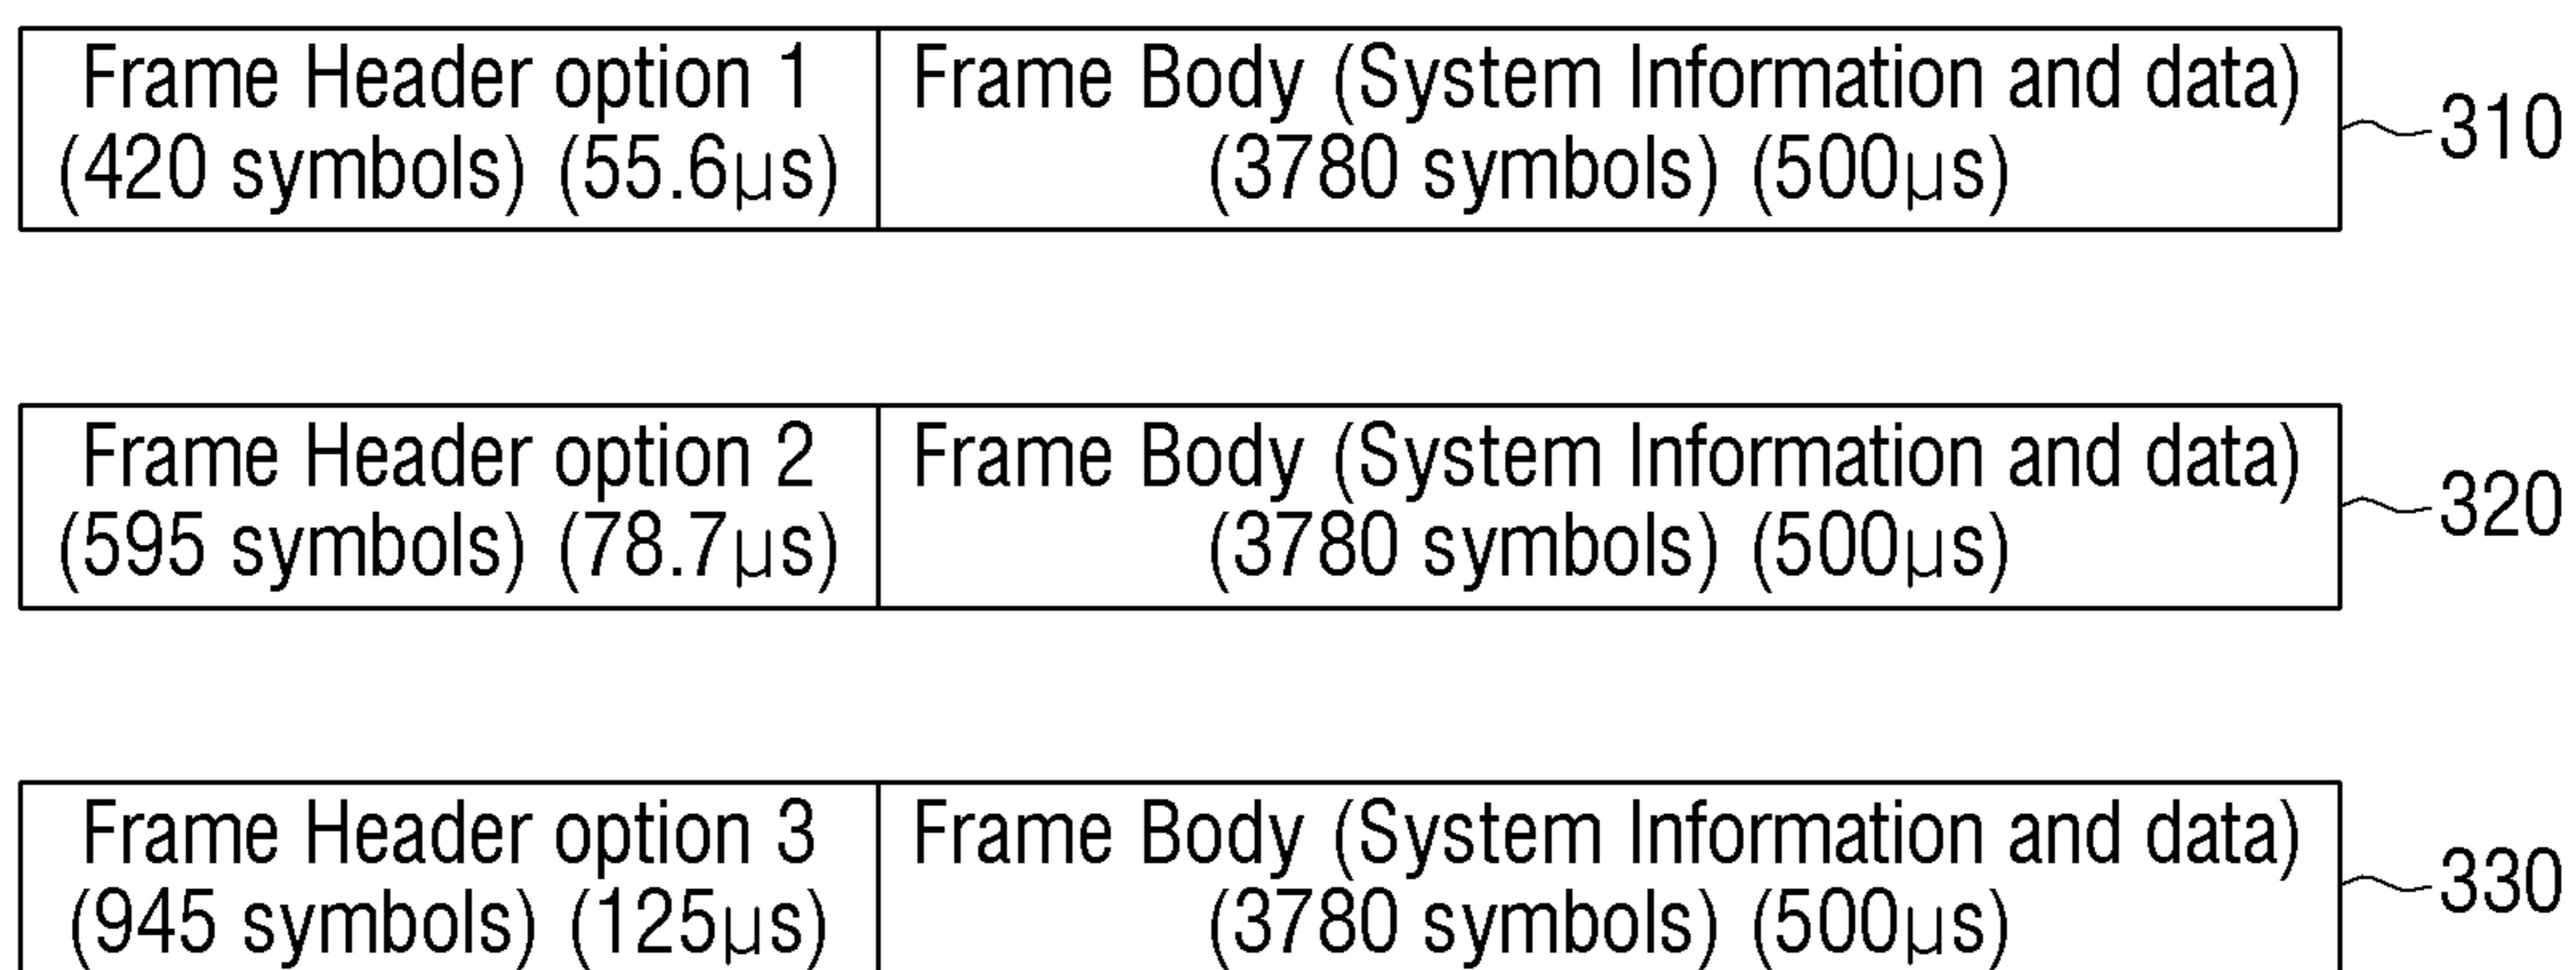 Frame Header option 1
(420 symbols) (55.6μs)
Frame Body (System Information and data)
(3780 symbols) (500μs)
310
Frame Header option 2
(595 symbols) (78.7μs)
Frame Body (System Information and data)
(3780 symbols) (500μs)
320
Frame Header option 3
(945 symbols) (125μs)
Frame Body (System Information and data)
(3780 symbols) (500μs)
330